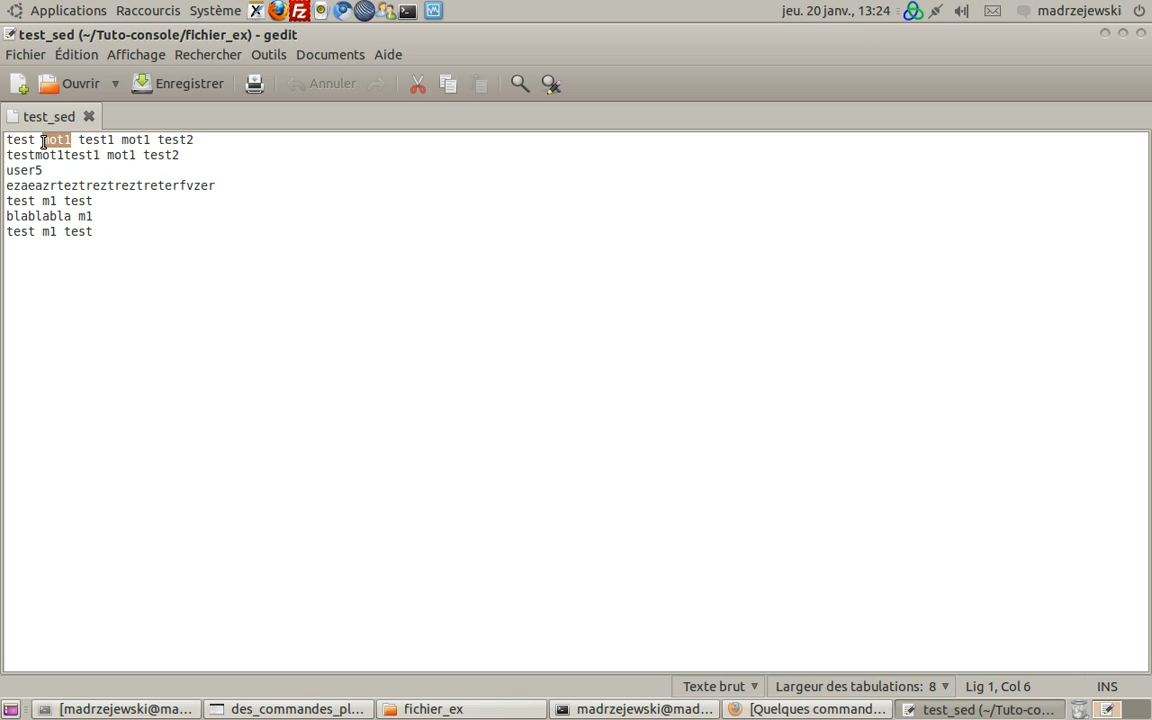 Applications Raccourcis Système jeu. 20 janv., 13:24 madrzejewski
test_sed (~/Tuto-console/fichier_ex) - gedit
Fichier Édition Affichage Rechercher Outils Documents Aide
Ouvrir Enregistrer Annuler
test_sed
test mot1 test1 mot1 test2
testmot1test1 mot1 test2
user5
ezaeazrteztreztreztreterfvzer
test m1 test
blablabla m1
test m1 test
Texte brut Largeur des tabulations: 8 Lig 1, Col 6 INS
[madrzejewski@ma... des_commandes_pl... fichier_ex madrzejewski@mad... [Quelques command... test_sed (~/Tuto-co...